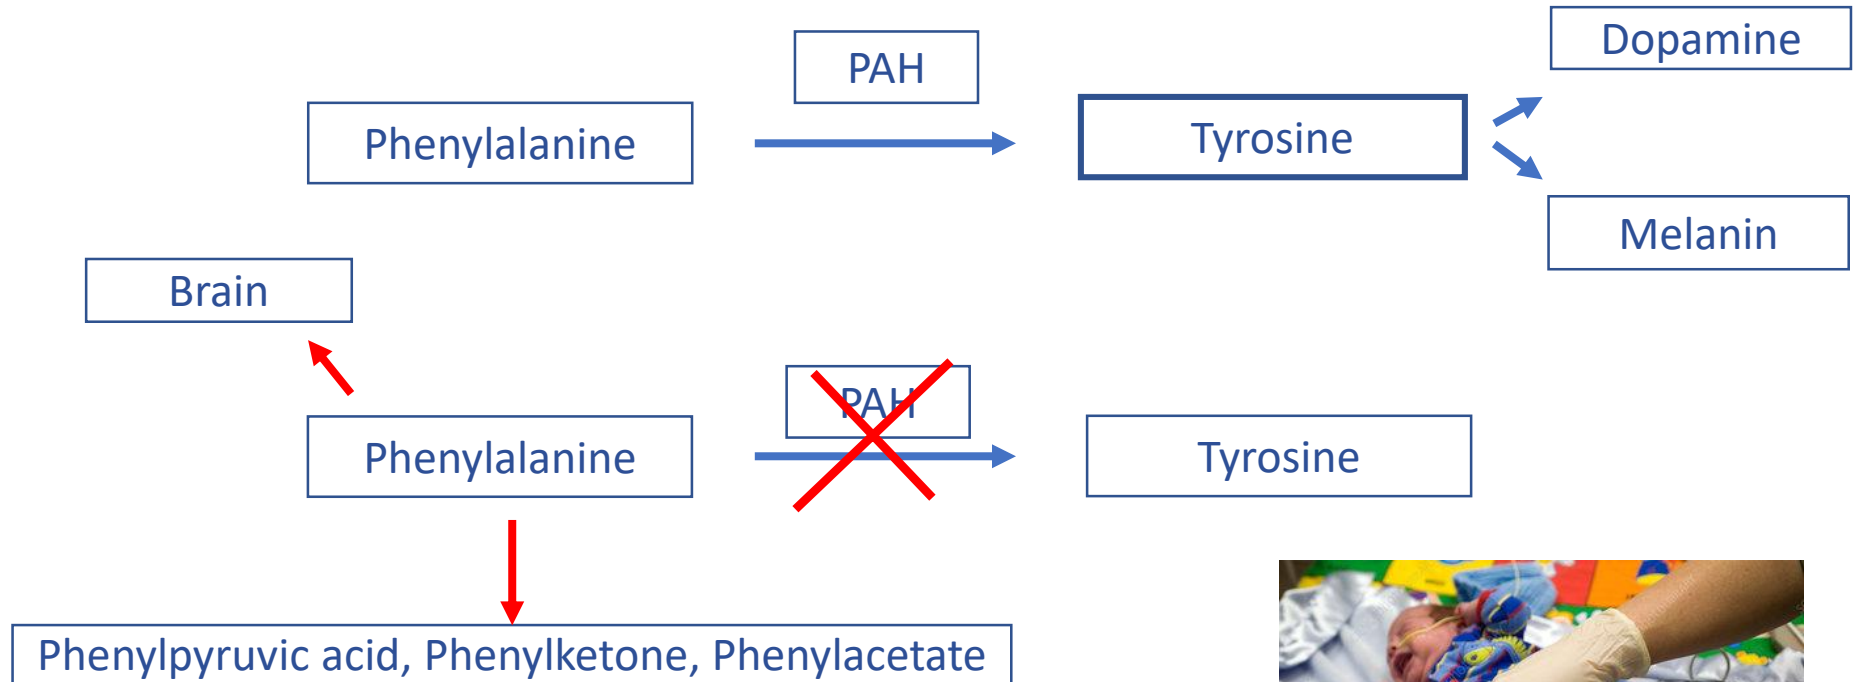 Dopamine
PAH
Phenylalanine
Tyrosine
Melanin
Brain
PAH
Phenylalanine
Tyrosine
Phenylpyruvic acid, Phenylketone, Phenylacetate